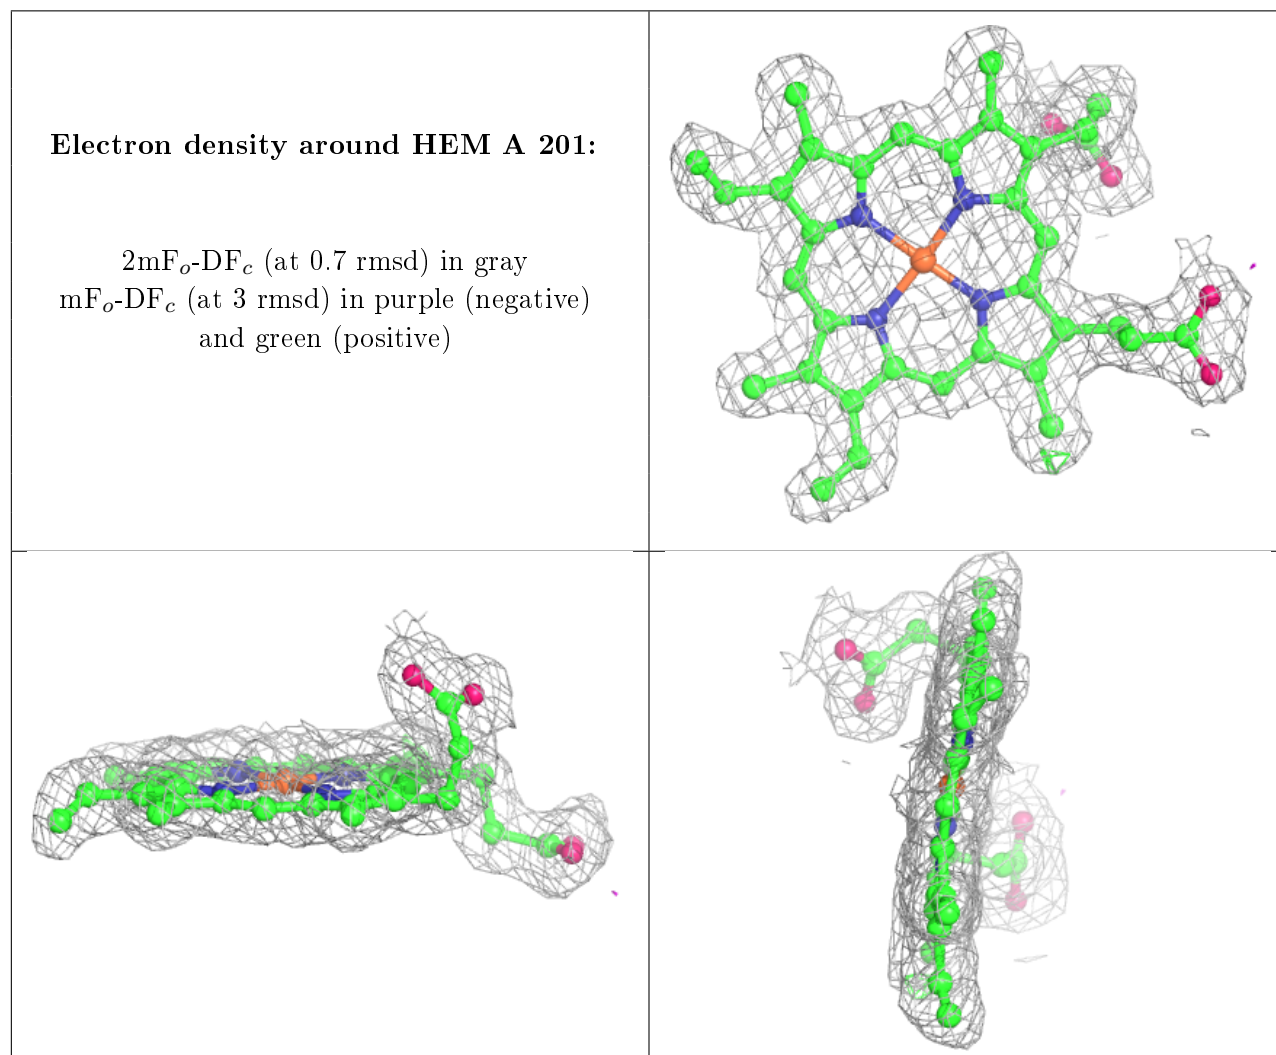 Electron density around HEM A 201:
2mFₒ-DF𝒸 (at 0.7 rmsd) in gray
mFₒ-DF𝒸 (at 3 rmsd) in purple (negative)
and green (positive)